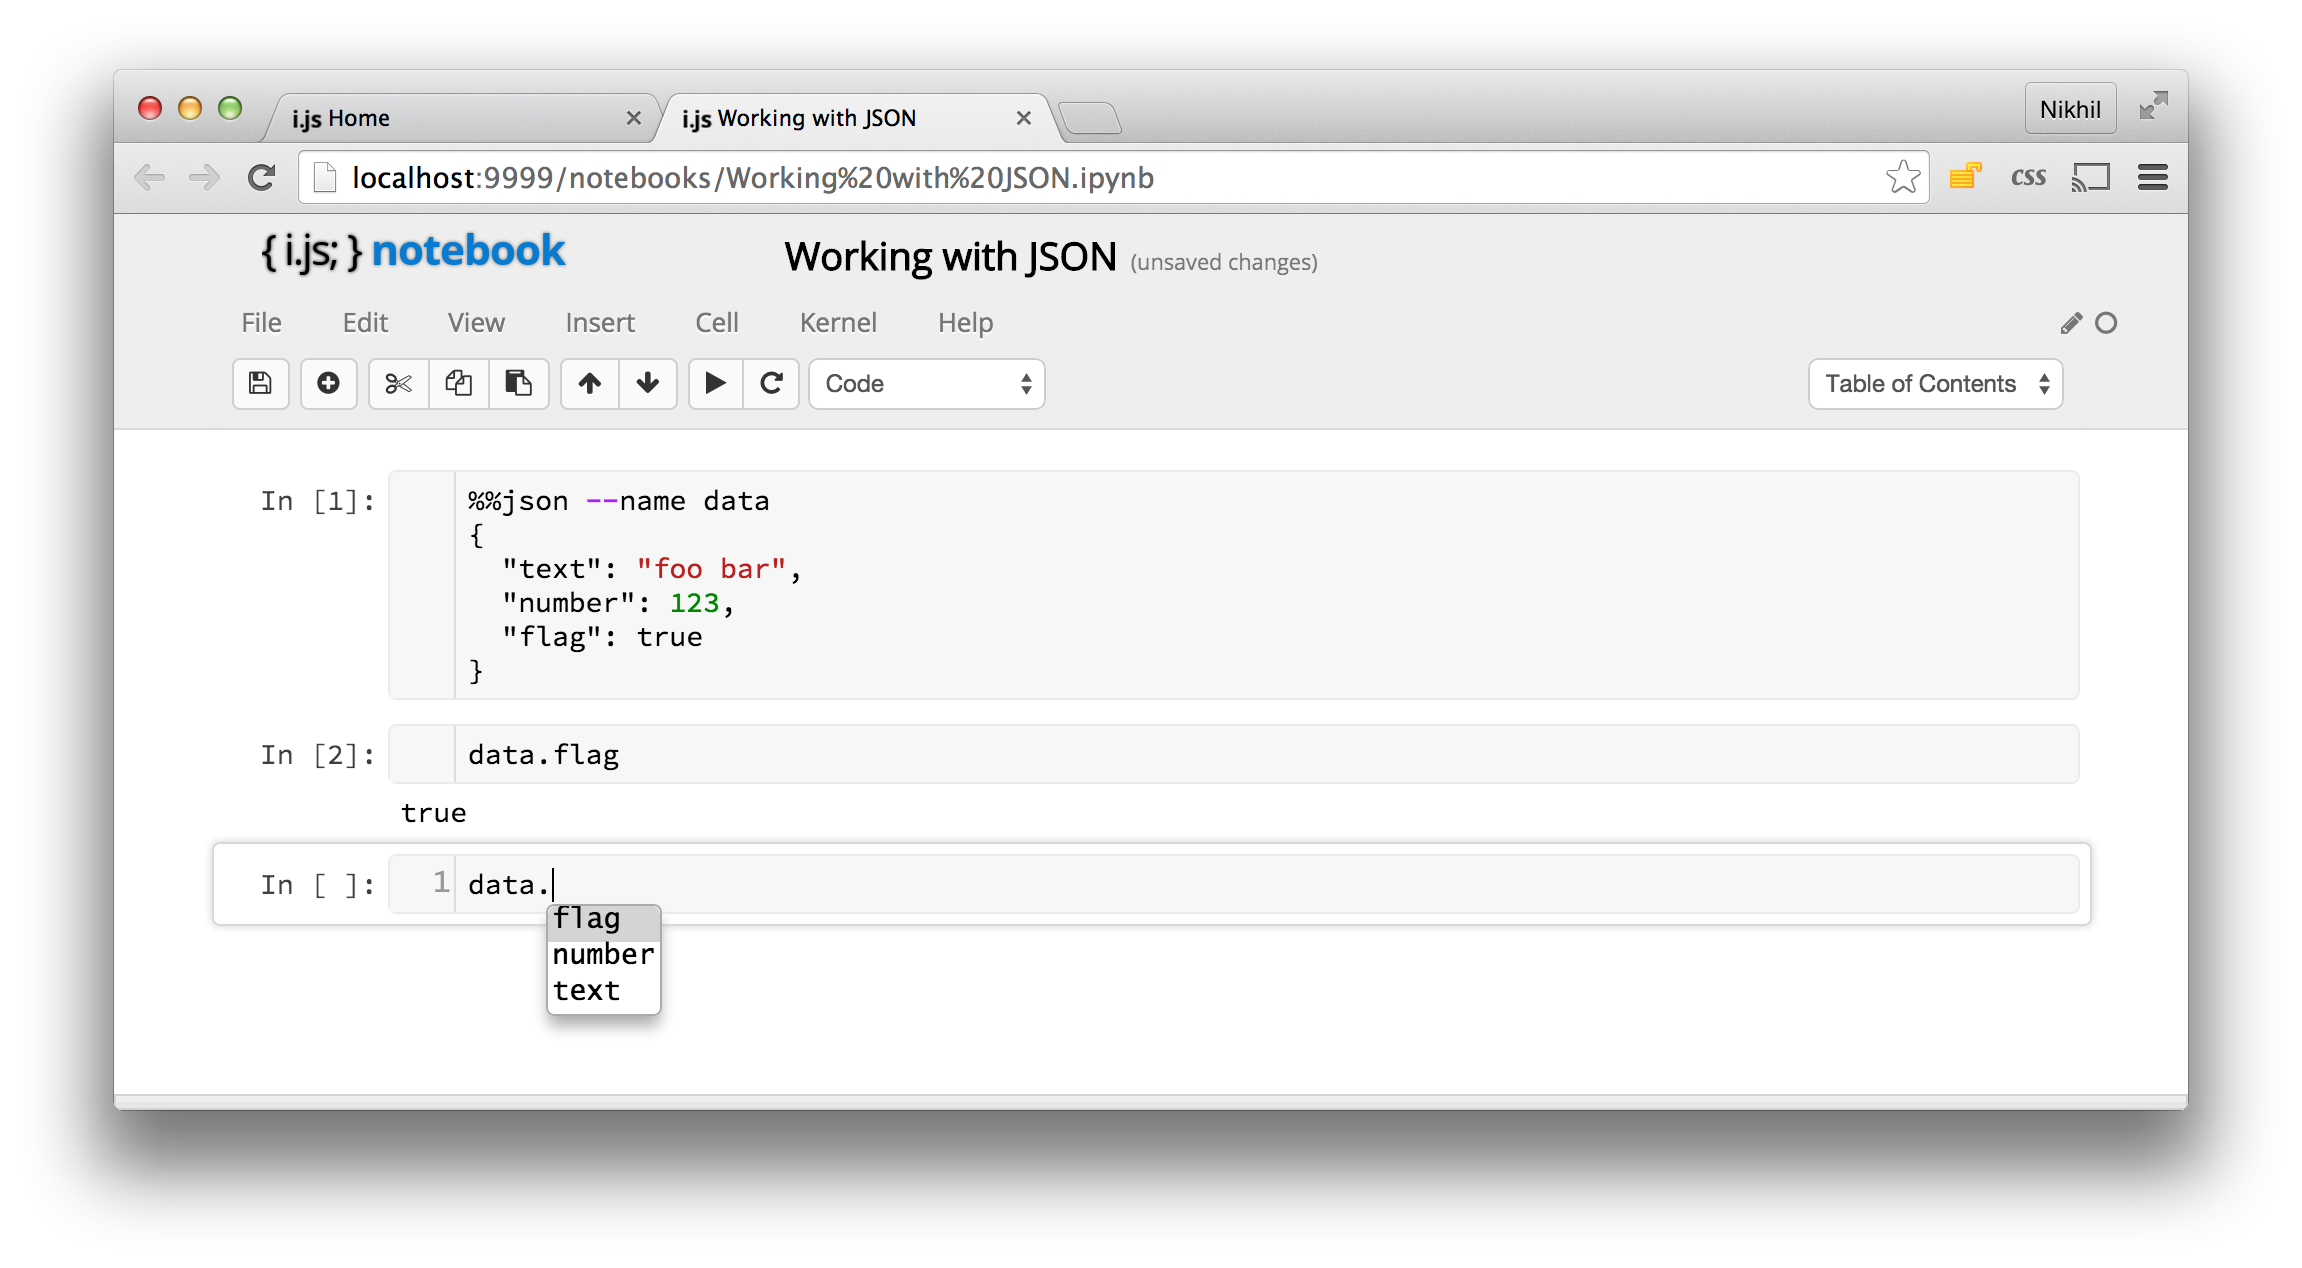 i.js Home
i.js Working with JSON
Nikhil
localhost:9999/notebooks/Working%20with%20JSON.ipynb
css
{ i.js; } notebook
Working with JSON (unsaved changes)
File Edit View Insert Cell Kernel Help
Code
Table of Contents
In [1]:
%%json --name data
{
  "text": "foo bar",
  "number": 123,
  "flag": true
}
In [2]:
data.flag
true
In [ ]:
1 data.
flag
number
text